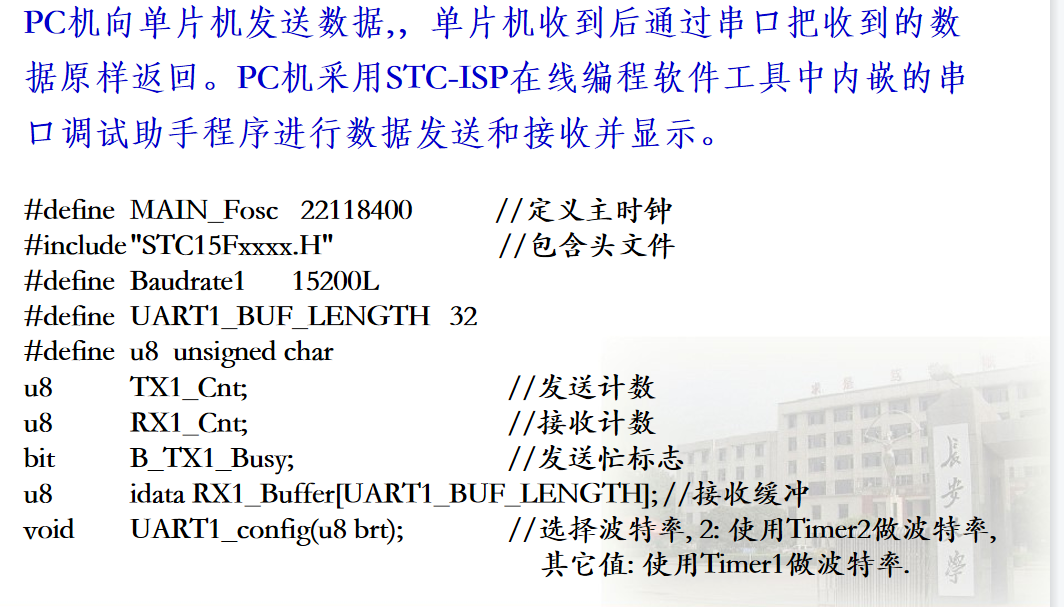 PC机向单片机发送数据,，单片机收到后通过串口把收到的数
据原样返回。PC机采用STC-ISP在线编程软件工具中内嵌的串
口调试助手程序进行数据发送和接收并显示。
#define MAIN_Fosc 22118400 //定义主时钟
#include"STC15Fxxxx.H" //包含头文件
#define Baudrate1 15200L
#define UART1_BUF_LENGTH 32
#define u8 unsigned char
u8 TX1_Cnt; //发送计数
u8 RX1_Cnt; //接收计数
bit B_TX1_Busy; //发送忙标志
u8 idata RX1_Buffer[UART1_BUF_LENGTH]; //接收缓冲
void UART1_config(u8 brt); //选择波特率, 2: 使用Timer2做波特率,
其它值: 使用Timer1做波特率.
长安大学